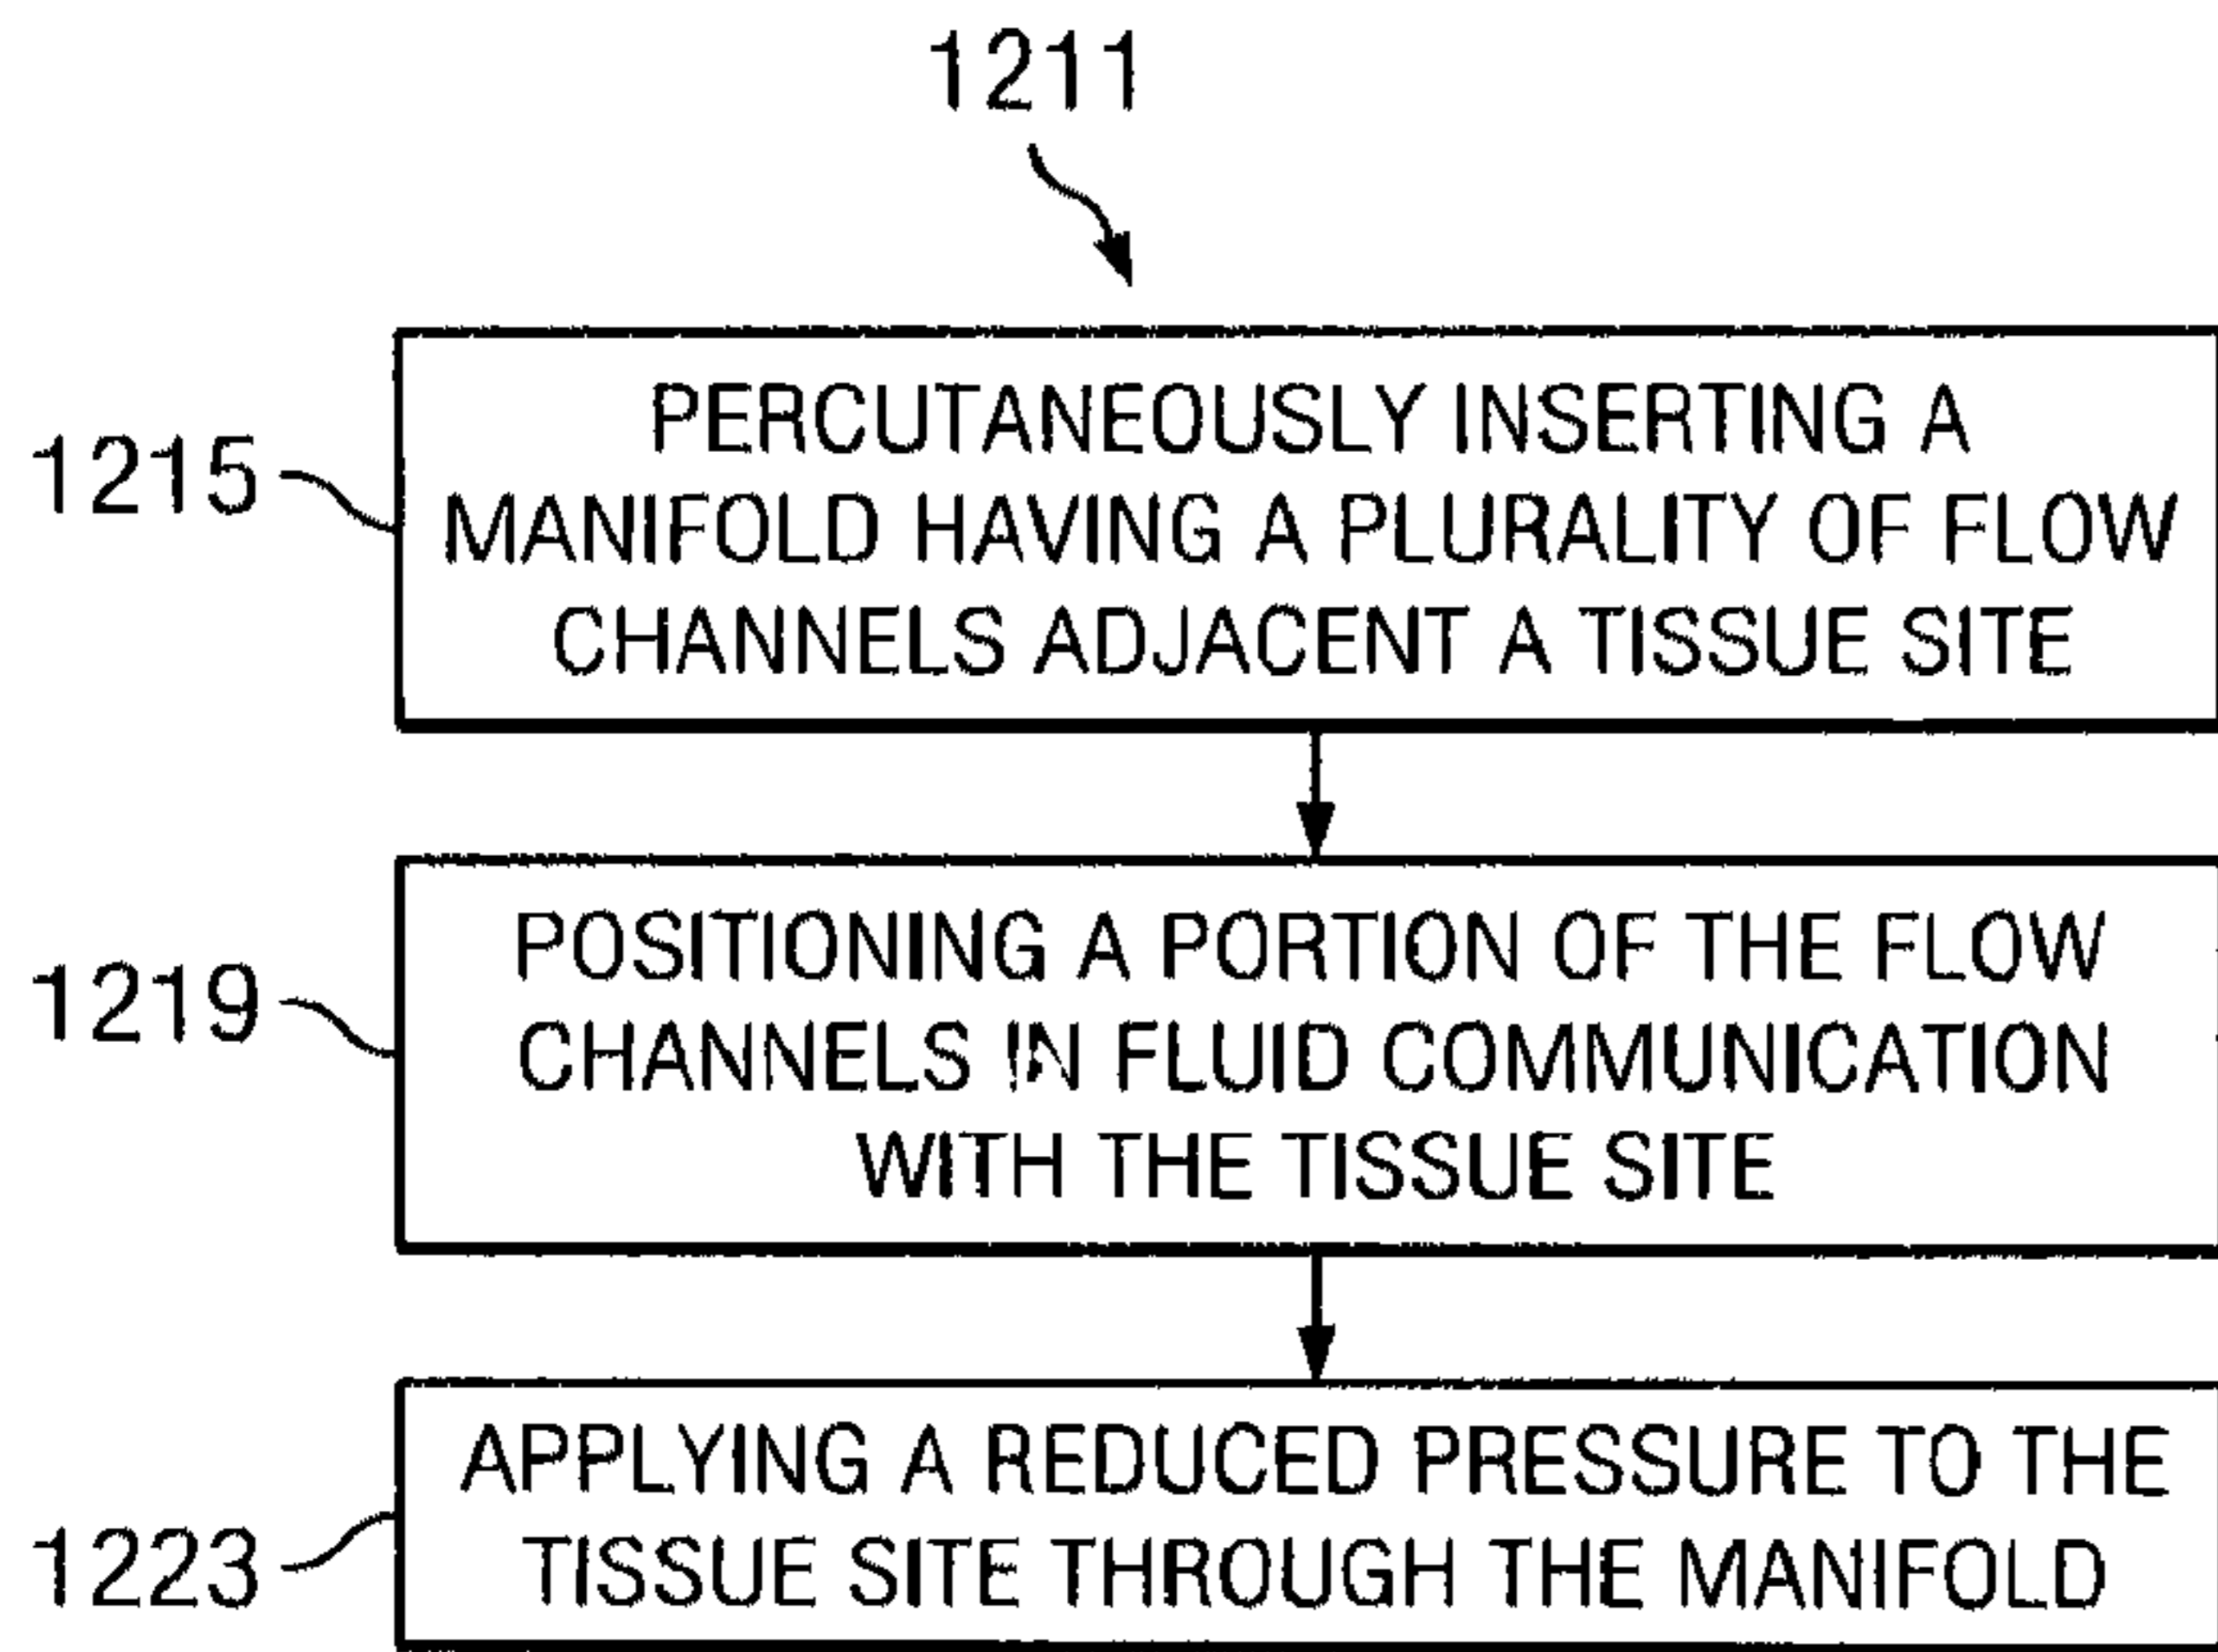 1211
1215
PERCUTANEOUSLY INSERTING A
MANIFOLD HAVING A PLURALITY OF FLOW
CHANNELS ADJACENT A TISSUE SITE
1219
POSITIONING A PORTION OF THE FLOW
CHANNELS IN FLUID COMMUNICATION
WITH THE TISSUE SITE
1223
APPLYING A REDUCED PRESSURE TO THE
TISSUE SITE THROUGH THE MANIFOLD